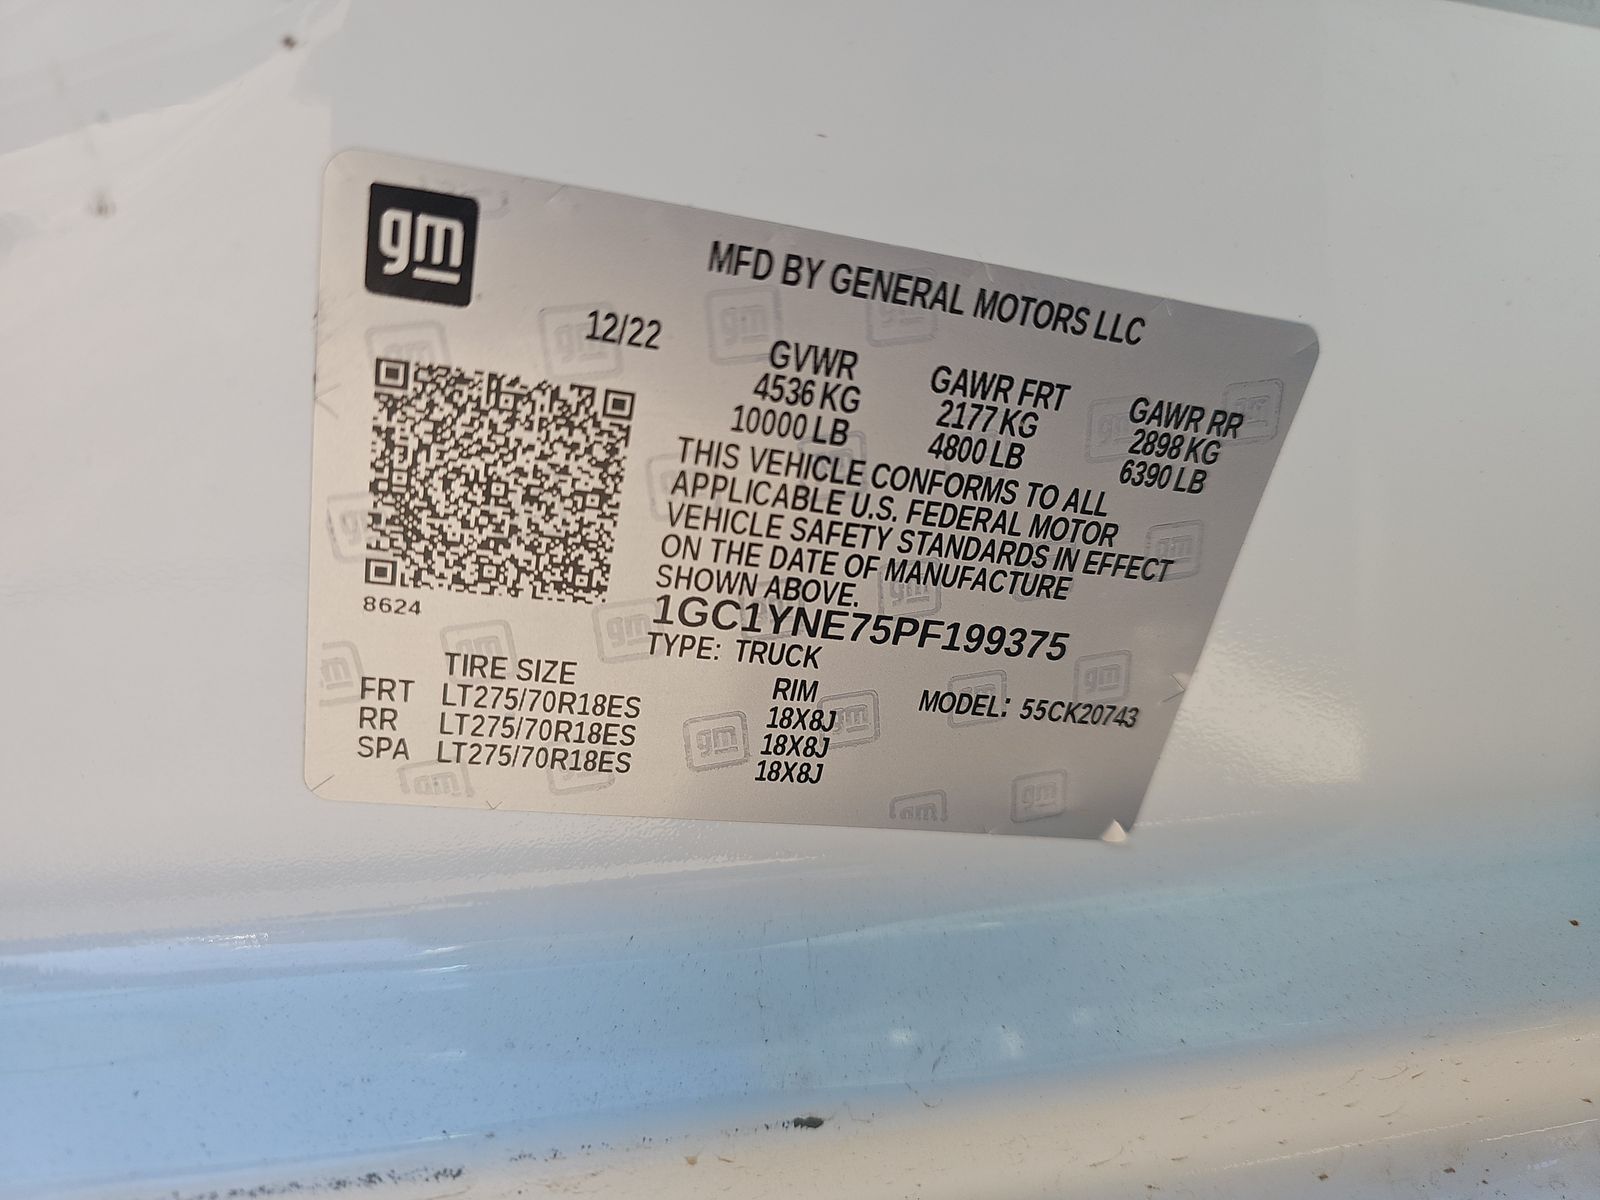 gm
MFD BY GENERAL MOTORS LLC
12/22
GVWR GAWR FRT GAWR RR
4536 KG 2177 KG 2898 KG
10000 LB 4800 LB 6390 LB
THIS VEHICLE CONFORMS TO ALL
APPLICABLE U.S. FEDERAL MOTOR
VEHICLE SAFETY STANDARDS IN EFFECT
ON THE DATE OF MANUFACTURE
SHOWN ABOVE.
8624
1GC1YNE75PF199375
TYPE: TRUCK
TIRE SIZE RIM MODEL: 55CK20743
FRT LT275/70R18ES 18X8J
RR LT275/70R18ES 18X8J
SPA LT275/70R18ES 18X8J